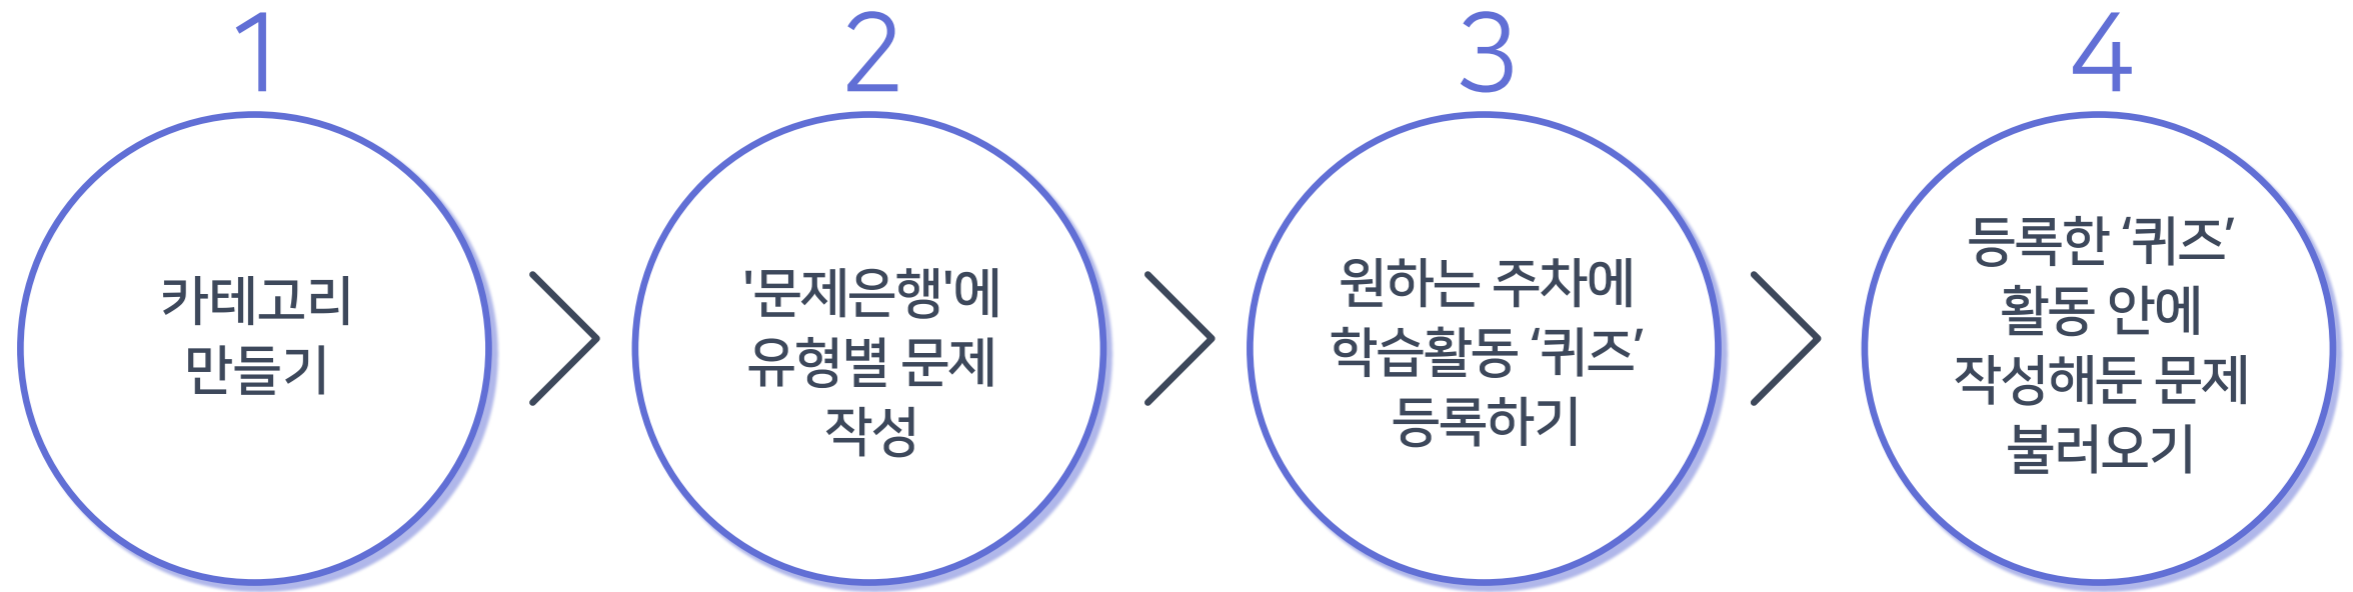 1
카테고리
만들기
2
'문제은행'에
유형별 문제
작성
3
원하는 주차에
학습활동 ‘퀴즈’
등록하기
4
등록한 ‘퀴즈’
활동 안에
작성해둔 문제
불러오기